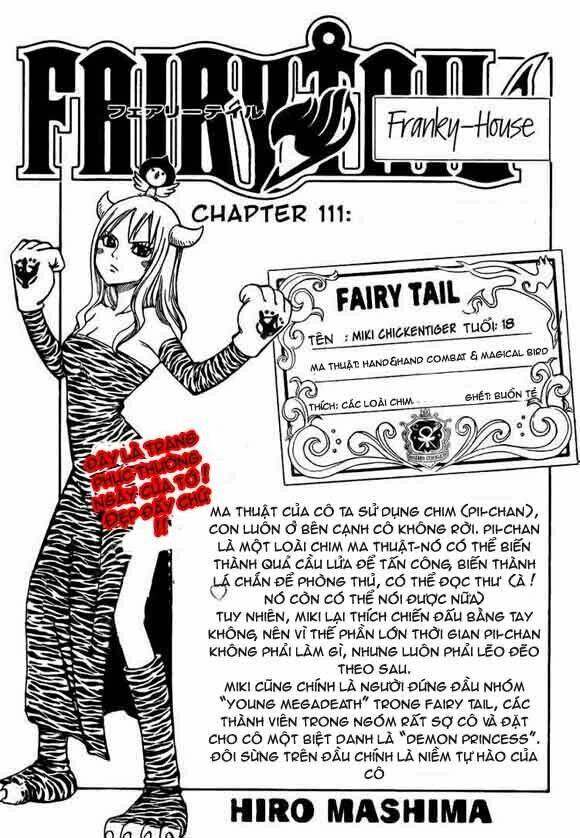 FAIRY TAIL
フェアリーテイル
Franky-House
CHAPTER 111:
FAIRY TAIL
TÊN : MIKI CHICKENTIGER TUỔI: 18
MA THUẬT: HAND&HAND COMBAT & MAGICAL BIRD
THÍCH: CÁC LOÀI CHIM GHÉT: BUỒN TẺ
ĐÂY LÀ TRANG
PHỤC THƯỜNG
NGÀY CỦA TỚ!
ĐẸP ĐẤY CHỨ
!!
MA THUẬT CỦA CÔ TA SỬ DỤNG CHIM (PII-CHAN),
CON LUÔN Ở BÊN CẠNH CÔ KHÔNG RỜI. PII-CHAN
LÀ MỘT LOÀI CHIM MA THUẬT-NÓ CÓ THỂ BIẾN
THÀNH QUẢ CẦU LỬA ĐỂ TẤN CÔNG, BIẾN THÀNH
LÁ CHẮN ĐỂ PHÒNG THỦ, CÓ THỂ ĐỌC THƯ (À!
NÓ CÒN CÓ THỂ NÓI ĐƯỢC NỮA)
TUY NHIÊN, MIKI LẠI THÍCH CHIẾN ĐẤU BẰNG TAY
KHÔNG, NÊN VÌ THẾ PHẦN LỚN THỜI GIAN PII-CHAN
KHÔNG PHẢI LÀM GÌ, NHƯNG LUÔN PHẢI LẼO ĐẼO
THEO SAU.
MIKI CŨNG CHÍNH LÀ NGƯỜI ĐỨNG ĐẦU NHÓM
"YOUNG MEGADEATH" TRONG FAIRY TAIL, CÁC
THÀNH VIÊN TRONG NGÓM RẤT SỢ CÔ VÀ ĐẶT
CHO CÔ MỘT BIỆT DANH LÀ "DEMON PRINCESS".
ĐÔI SỪNG TRÊN ĐẦU CHÍNH LÀ NIỀM TỰ HÀO CỦA
CÔ
HIRO MASHIMA